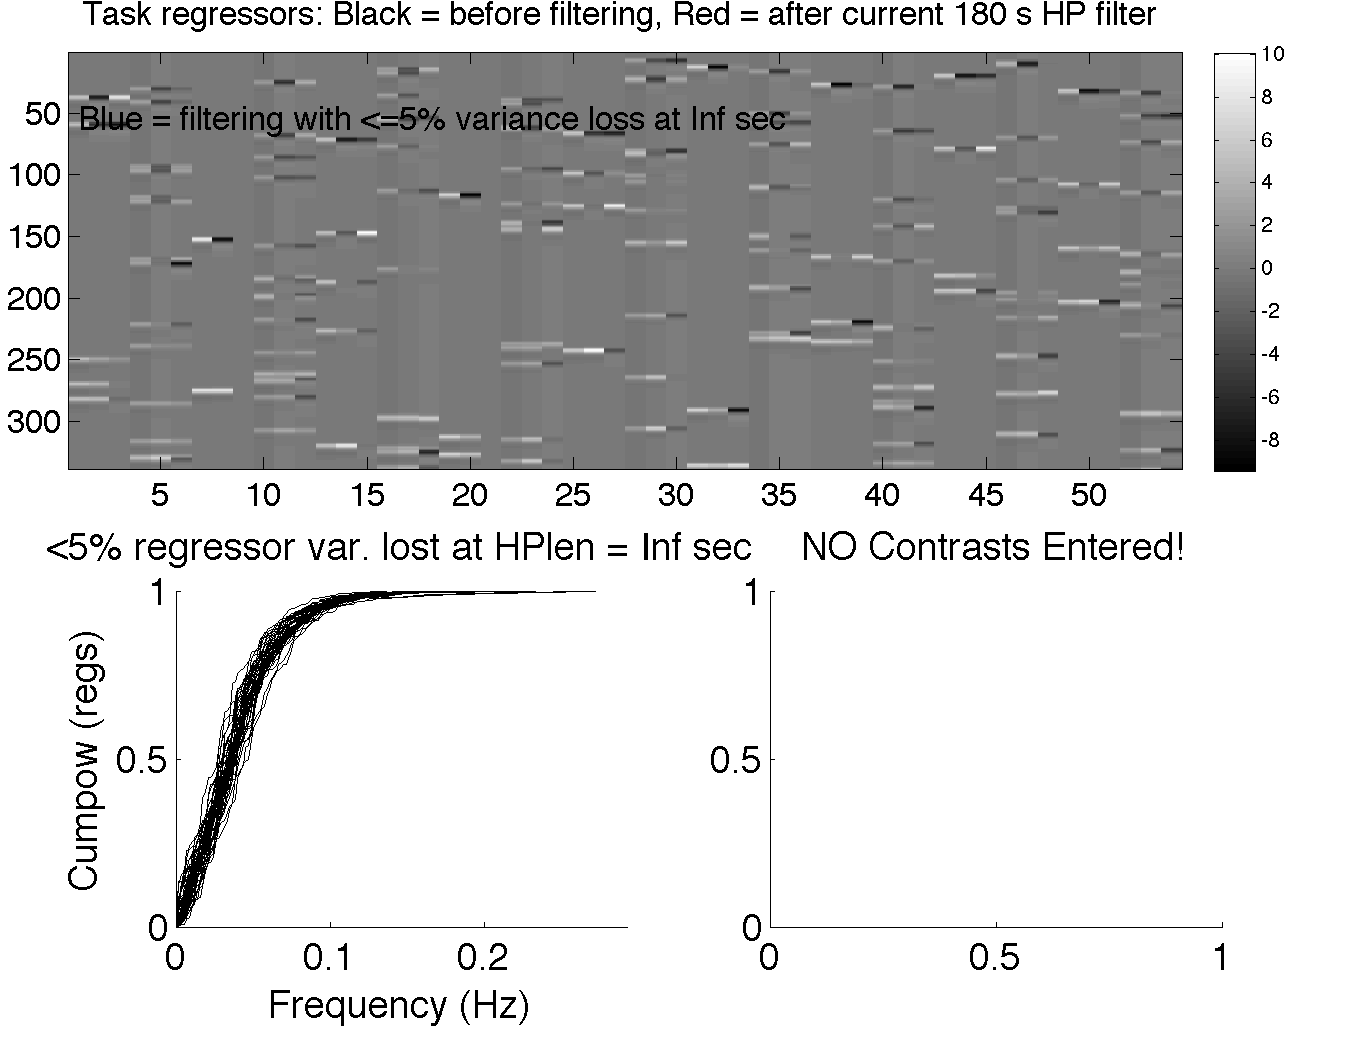 Task regressors: Black = before filtering, Red = after current 180 s HP filter
Blue = filtering with <=5% variance loss at Inf sec
50
100
150
200
250
300
5 10 15 20 25 30 35 40 45 50
10
8
6
4
2
0
-2
-4
-6
-8
<5% regressor var. lost at HPlen = Inf sec
1
0.5
0
Cumpow (regs)
0 0.1 0.2
Frequency (Hz)
NO Contrasts Entered!
1
0.5
0
0 0.5 1